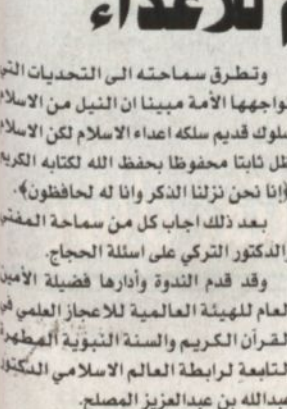 للأعداء
وتطرق سماحته الى التحديات التي
تواجهها الأمة مبينا ان النيل من الاسلام
سلوك قديم سلكه اعداء الاسلام لكن الاسلام
ظل ثابتا محفوظا بحفظ الله لكتابه الكريم
﴿إنا نحن نزلنا الذكر وانا له لحافظون﴾.
بعد ذلك اجاب كل من سماحة المفتي
والدكتور التركي على اسئلة الحجاج.
وقد قدم الندوة وأدارها فضيلة الأمين
العام للهيئة العالمية للاعجاز العلمي في
القرآن الكريم والسنة النبوية المطهرة
التابعة لرابطة العالم الاسلامي الدكتور
عبدالله بن عبدالعزيز المصلح.